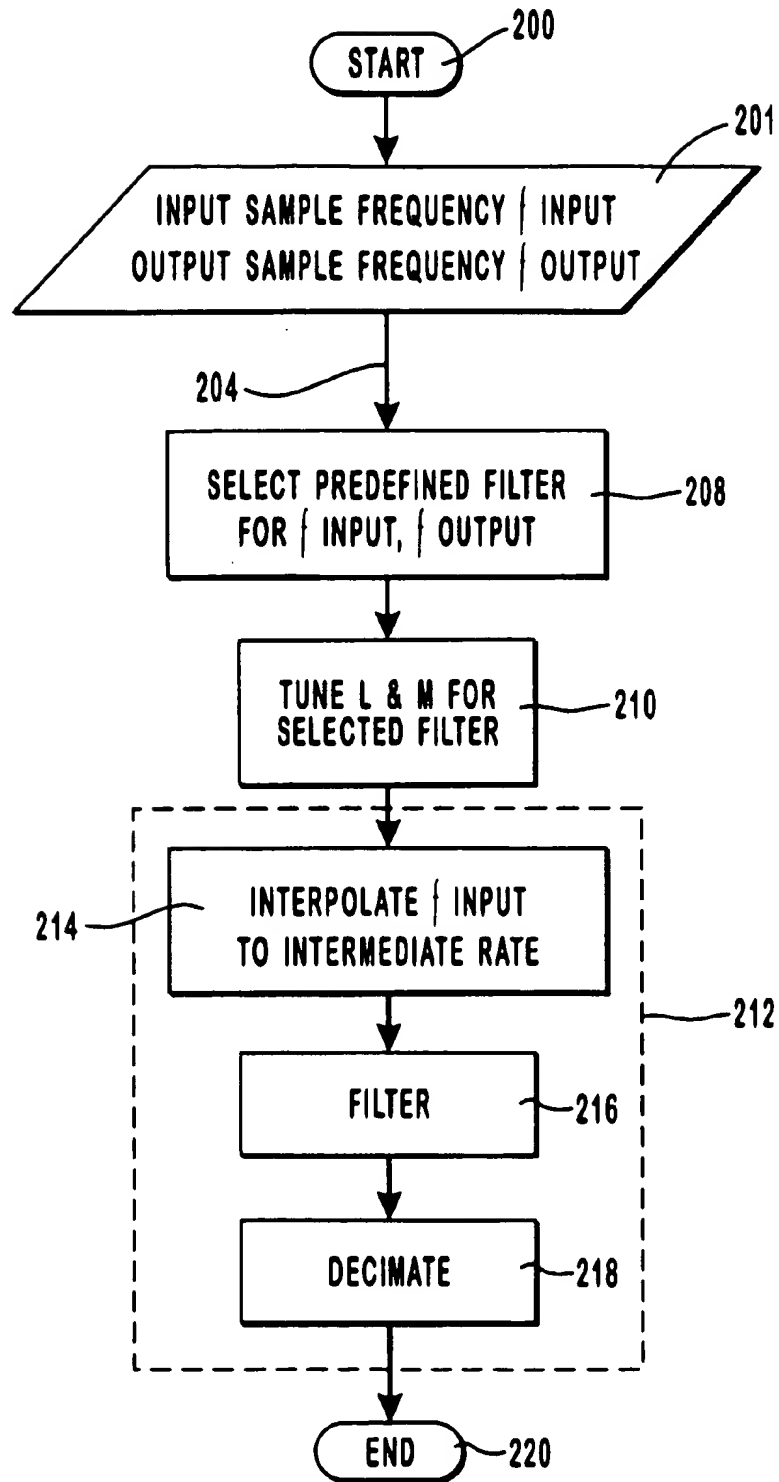 START
200
201
INPUT SAMPLE FREQUENCY ƒ INPUT
OUTPUT SAMPLE FREQUENCY ƒ OUTPUT
204
SELECT PREDEFINED FILTER
FOR ƒ INPUT, ƒ OUTPUT
208
TUNE L & M FOR
SELECTED FILTER
210
INTERPOLATE ƒ INPUT
TO INTERMEDIATE RATE
214
212
FILTER
216
DECIMATE
218
END
220